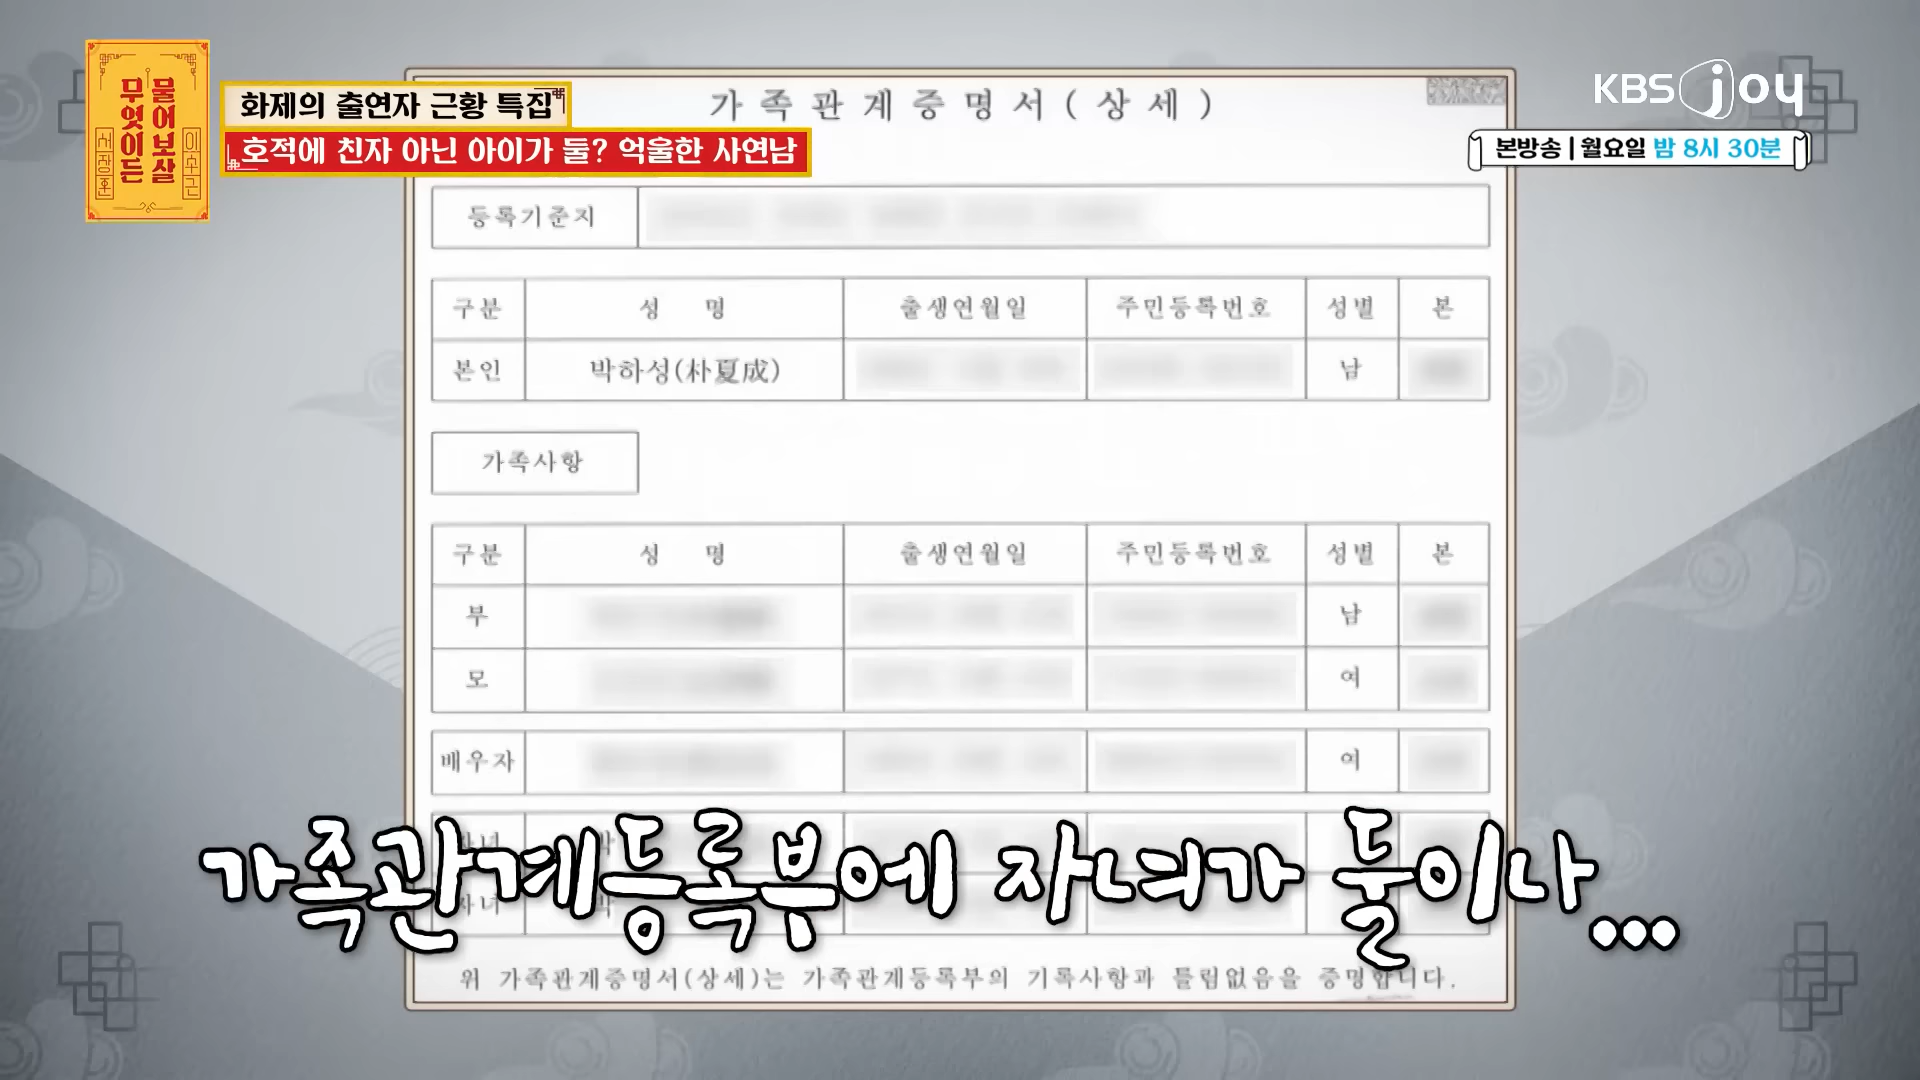 무엇이든
물어보살
서장훈
이수근
화제의 출연자 근황 특집
호적에 친자 아닌 아이가 둘? 억울한 사연남
KBS joy
본방송 | 월요일 밤 8시 30분
가족관계증명서(상세)
등록기준지
구분 성 명 출생연월일 주민등록번호 성별 본
본인 박하성(朴夏成) 남
가족사항
구분 성 명 출생연월일 주민등록번호 성별 본
부 남
모 여
배우자 여
자녀 박
자녀 박
가족관계등록부에 자녀가 둘이나...
위 가족관계증명서(상세)는 가족관계등록부의 기록사항과 틀림없음을 증명합니다.